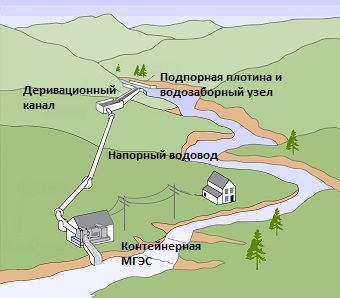 Подпорная плотина и
водозаборный узел
Деривационный
канал
Напорный водовод
Контейнерная
МГЭС